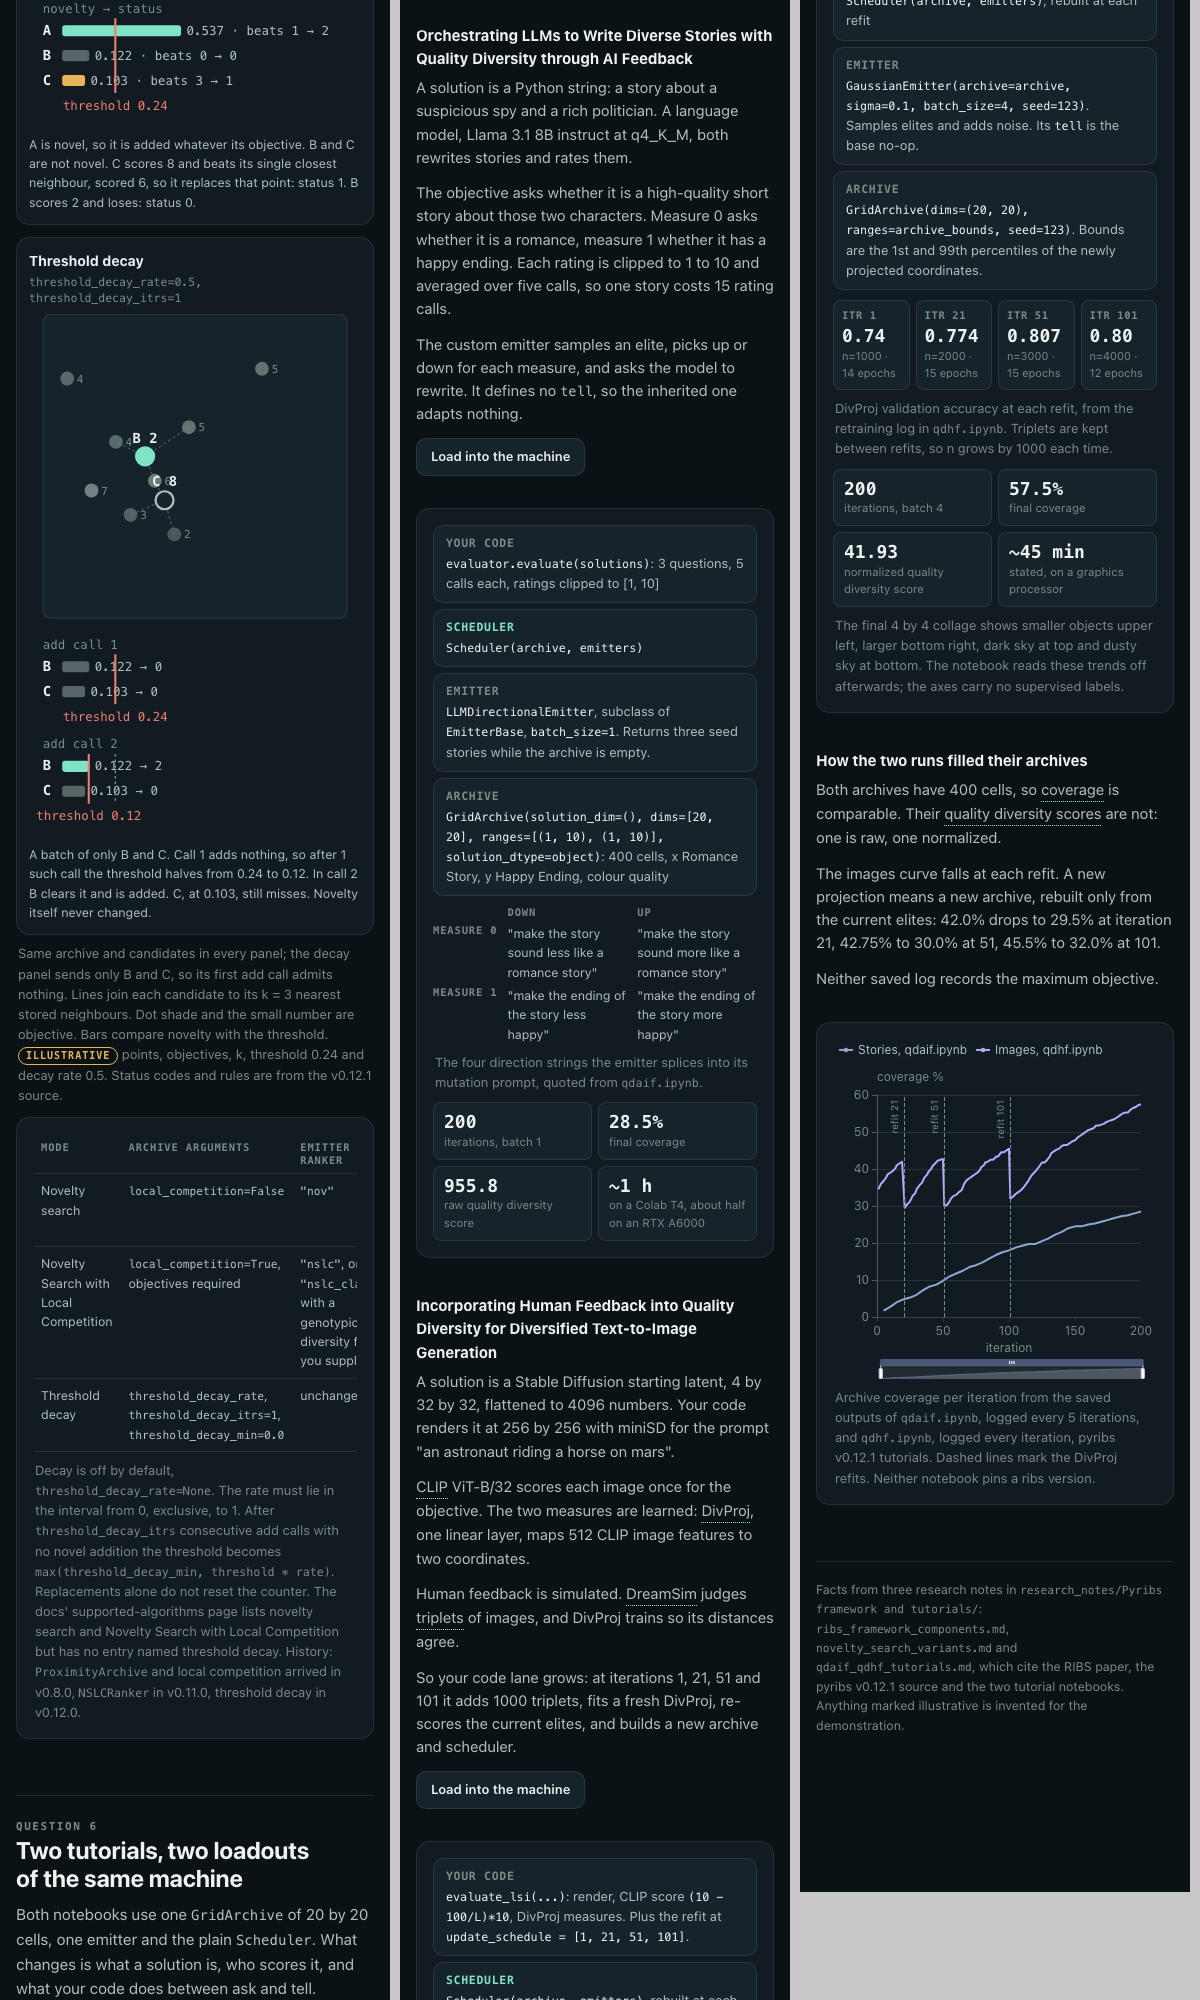 novelty → status
A 0.537 · beats 1 → 2
B 0.122 · beats 0 → 0
C 0.103 · beats 3 → 1
threshold 0.24
A is novel, so it is added whatever its objective. B and C
are not novel. C scores 8 and beats its single closest
neighbour, scored 6, so it replaces that point: status 1. B
scores 2 and loses: status 0.
Threshold decay
threshold_decay_rate=0.5,
threshold_decay_itrs=1
4
5
5
4
B 2
6
C 8
7
3
2
add call 1
B 0.122 → 0
C 0.103 → 0
threshold 0.24
add call 2
B 0.122 → 2
C 0.103 → 0
threshold 0.12
A batch of only B and C. Call 1 adds nothing, so after 1
such call the threshold halves from 0.24 to 0.12. In call 2
B clears it and is added. C, at 0.103, still misses. Novelty
itself never changed.
Same archive and candidates in every panel; the decay
panel sends only B and C, so its first add call admits
nothing. Lines join each candidate to its k = 3 nearest
stored neighbours. Dot shade and the small number are
objective. Bars compare novelty with the threshold.
ILLUSTRATIVE points, objectives, k, threshold 0.24 and
decay rate 0.5. Status codes and rules are from the v0.12.1
source.
MODE ARCHIVE ARGUMENTS EMITTER
RANKER
Novelty local_competition=False "nov"
search
Novelty local_competition=True, "nslc", or
Search with objectives required "nslc_cla
Local with a
Competition genotypic
diversity f
you suppl
Threshold threshold_decay_rate, unchange
decay threshold_decay_itrs=1,
threshold_decay_min=0.0
Decay is off by default,
threshold_decay_rate=None. The rate must lie in
the interval from 0, exclusive, to 1. After
threshold_decay_itrs consecutive add calls with
no novel addition the threshold becomes
max(threshold_decay_min, threshold * rate).
Replacements alone do not reset the counter. The
docs' supported-algorithms page lists novelty
search and Novelty Search with Local Competition
but has no entry named threshold decay. History:
ProximityArchive and local competition arrived in
v0.8.0, NSLCRanker in v0.11.0, threshold decay in
v0.12.0.
QUESTION 6
Two tutorials, two loadouts
of the same machine
Both notebooks use one GridArchive of 20 by 20
cells, one emitter and the plain Scheduler. What
changes is what a solution is, who scores it, and
what your code does between ask and tell.
Orchestrating LLMs to Write Diverse Stories with
Quality Diversity through AI Feedback
A solution is a Python string: a story about a
suspicious spy and a rich politician. A language
model, Llama 3.1 8B instruct at q4_K_M, both
rewrites stories and rates them.
The objective asks whether it is a high-quality short
story about those two characters. Measure 0 asks
whether it is a romance, measure 1 whether it has a
happy ending. Each rating is clipped to 1 to 10 and
averaged over five calls, so one story costs 15 rating
calls.
The custom emitter samples an elite, picks up or
down for each measure, and asks the model to
rewrite. It defines no tell, so the inherited one
adapts nothing.
Load into the machine
YOUR CODE
evaluator.evaluate(solutions): 3 questions, 5
calls each, ratings clipped to [1, 10]
SCHEDULER
Scheduler(archive, emitters)
EMITTER
LLMDirectionalEmitter, subclass of
EmitterBase, batch_size=1. Returns three seed
stories while the archive is empty.
ARCHIVE
GridArchive(solution_dim=(), dims=[20,
20], ranges=[(1, 10), (1, 10)],
solution_dtype=object): 400 cells, x Romance
Story, y Happy Ending, colour quality
DOWN UP
MEASURE 0 "make the story "make the story
sound less like a sound more like a
romance story" romance story"
MEASURE 1 "make the ending of "make the ending of
the story less the story more
happy" happy"
The four direction strings the emitter splices into its
mutation prompt, quoted from qdaif.ipynb.
200 28.5%
iterations, batch 1 final coverage
955.8 ~1 h
raw quality diversity on a Colab T4, about half
score on an RTX A6000
Incorporating Human Feedback into Quality
Diversity for Diversified Text-to-Image
Generation
A solution is a Stable Diffusion starting latent, 4 by
32 by 32, flattened to 4096 numbers. Your code
renders it at 256 by 256 with miniSD for the prompt
"an astronaut riding a horse on mars".
CLIP ViT-B/32 scores each image once for the
objective. The two measures are learned: DivProj,
one linear layer, maps 512 CLIP image features to
two coordinates.
Human feedback is simulated. DreamSim judges
triplets of images, and DivProj trains so its distances
agree.
So your code lane grows: at iterations 1, 21, 51 and
101 it adds 1000 triplets, fits a fresh DivProj, re-
scores the current elites, and builds a new archive
and scheduler.
Load into the machine
YOUR CODE
evaluate_lsi(...): render, CLIP score (10 −
100/L)*10, DivProj measures. Plus the refit at
update_schedule = [1, 21, 51, 101].
SCHEDULER
Scheduler(archive, emitters), rebuilt at each
refit
EMITTER
GaussianEmitter(archive=archive,
sigma=0.1, batch_size=4, seed=123).
Samples elites and adds noise. Its tell is the
base no-op.
ARCHIVE
GridArchive(dims=(20, 20),
ranges=archive_bounds, seed=123). Bounds
are the 1st and 99th percentiles of the newly
projected coordinates.
ITR 1 ITR 21 ITR 51 ITR 101
0.74 0.774 0.807 0.80
n=1000 · n=2000 · n=3000 · n=4000 ·
14 epochs 15 epochs 15 epochs 12 epochs
DivProj validation accuracy at each refit, from the
retraining log in qdhf.ipynb. Triplets are kept
between refits, so n grows by 1000 each time.
200 57.5%
iterations, batch 4 final coverage
41.93 ~45 min
normalized quality stated, on a graphics
diversity score processor
The final 4 by 4 collage shows smaller objects upper
left, larger bottom right, dark sky at top and dusty
sky at bottom. The notebook reads these trends off
afterwards; the axes carry no supervised labels.
How the two runs filled their archives
Both archives have 400 cells, so coverage is
comparable. Their quality diversity scores are not:
one is raw, one normalized.
The images curve falls at each refit. A new
projection means a new archive, rebuilt only from
the current elites: 42.0% drops to 29.5% at iteration
21, 42.75% to 30.0% at 51, 45.5% to 32.0% at 101.
Neither saved log records the maximum objective.
Stories, qdaif.ipynb Images, qdhf.ipynb
coverage %
60
50
40
30
20
10
0
refit 21
refit 51
refit 101
0 50 100 150 200
iteration
Archive coverage per iteration from the saved
outputs of qdaif.ipynb, logged every 5 iterations,
and qdhf.ipynb, logged every iteration, pyribs
v0.12.1 tutorials. Dashed lines mark the DivProj
refits. Neither notebook pins a ribs version.
Facts from three research notes in research_notes/Pyribs
framework and tutorials/:
ribs_framework_components.md,
novelty_search_variants.md and
qdaif_qdhf_tutorials.md, which cite the RIBS paper, the
pyribs v0.12.1 source and the two tutorial notebooks.
Anything marked illustrative is invented for the
demonstration.